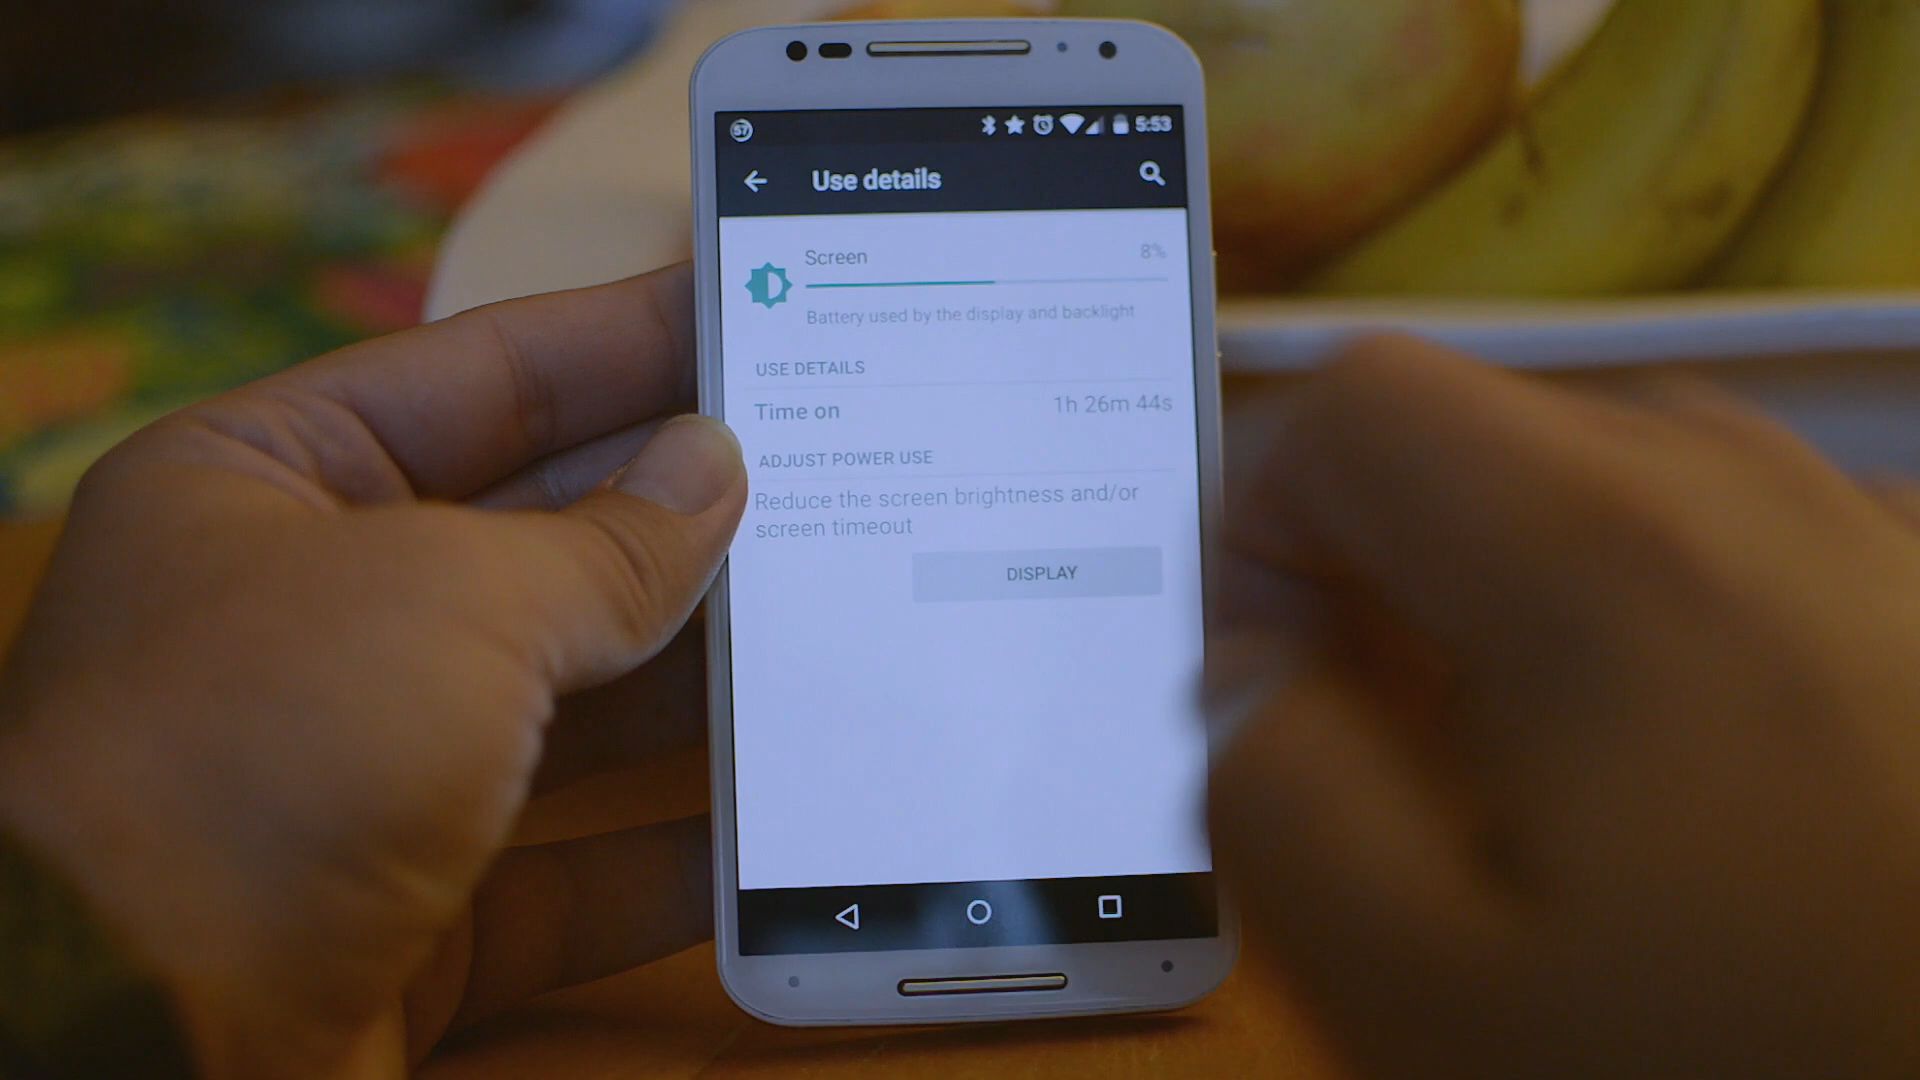 57 5:53
Use details
Screen 8%
Battery used by the display and backlight
USE DETAILS
Time on 1h 26m 44s
ADJUST POWER USE
Reduce the screen brightness and/or
screen timeout
DISPLAY